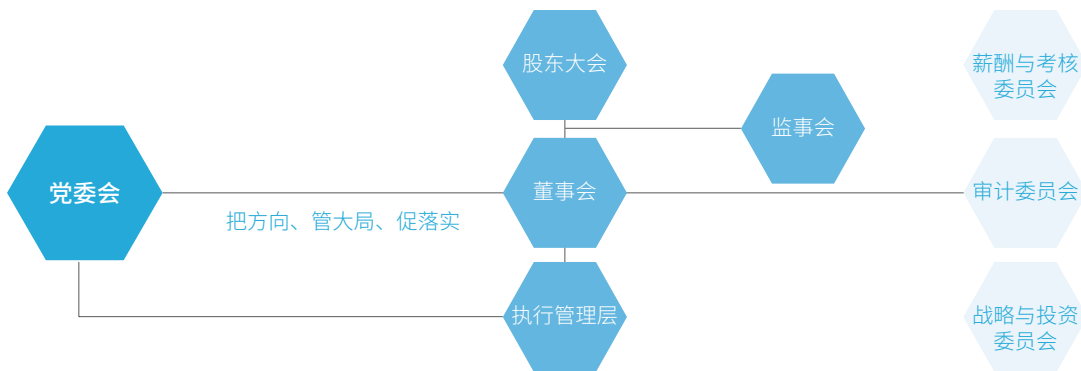 股东大会
薪酬与考核
委员会
监事会
党委会
董事会
审计委员会
把方向、管大局、促落实
执行管理层
战略与投资
委员会